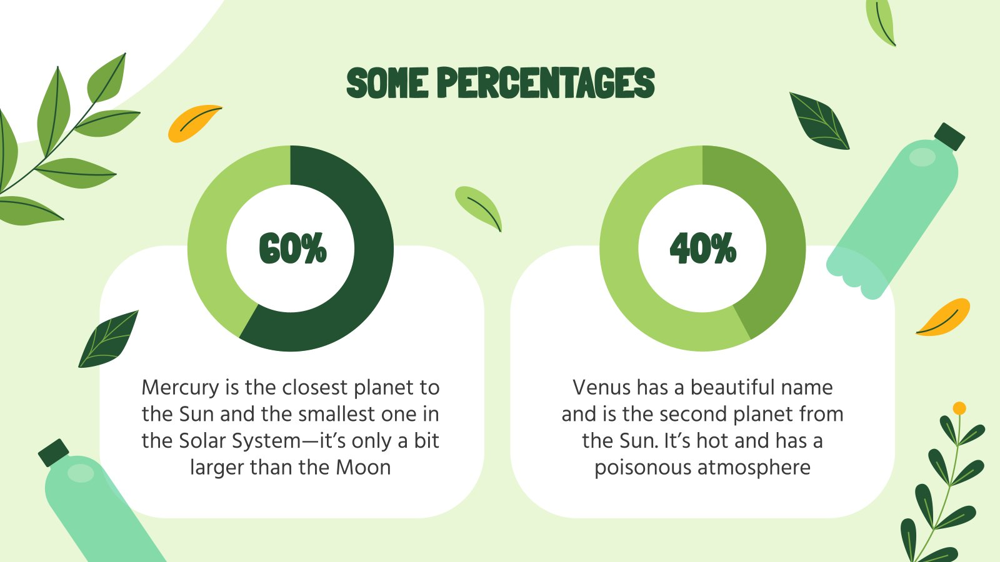 SOME PERCENTAGES
60%
Mercury is the closest planet to
the Sun and the smallest one in
the Solar System—it’s only a bit
larger than the Moon
40%
Venus has a beautiful name
and is the second planet from
the Sun. It’s hot and has a
poisonous atmosphere